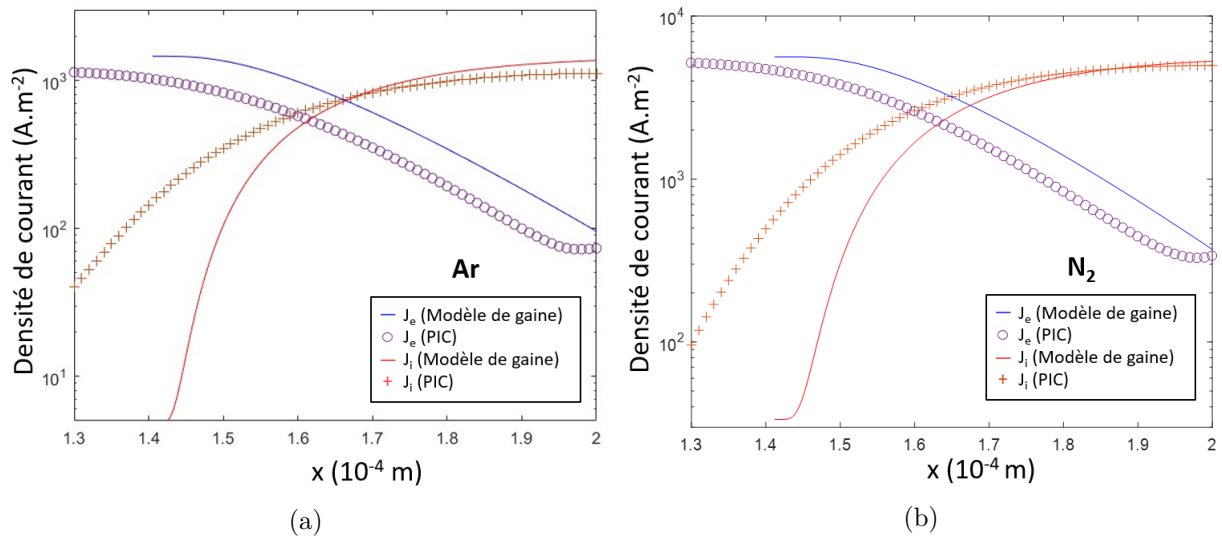 Densité de courant (A.m⁻²)
10³
10²
10¹
1.3 1.4 1.5 1.6 1.7 1.8 1.9 2
x (10⁻⁴ m)
Ar
Jₑ (Modèle de gaine)
Jₑ (PIC)
Jᵢ (Modèle de gaine)
Jᵢ (PIC)
(a)
Densité de courant (A.m⁻²)
10⁴
10³
10²
1.3 1.4 1.5 1.6 1.7 1.8 1.9 2
x (10⁻⁴ m)
N₂
Jₑ (Modèle de gaine)
Jₑ (PIC)
Jᵢ (Modèle de gaine)
Jᵢ (PIC)
(b)